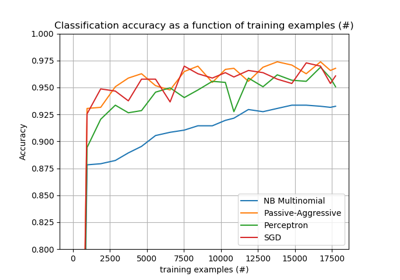 Classification accuracy as a function of training examples (#)
1.000
0.975
0.950
0.925
0.900
0.875
0.850
0.825
0.800
Accuracy
NB Multinomial
Passive-Aggressive
Perceptron
SGD
0 2500 5000 7500 10000 12500 15000 17500
training examples (#)